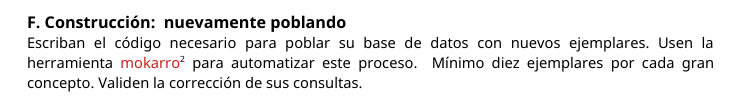 F. Construcción: nuevamente poblando
Escriban el código necesario para poblar su base de datos con nuevos ejemplares. Usen la
herramienta mokarro² para automatizar este proceso. Mínimo diez ejemplares por cada gran
concepto. Validen la corrección de sus consultas.